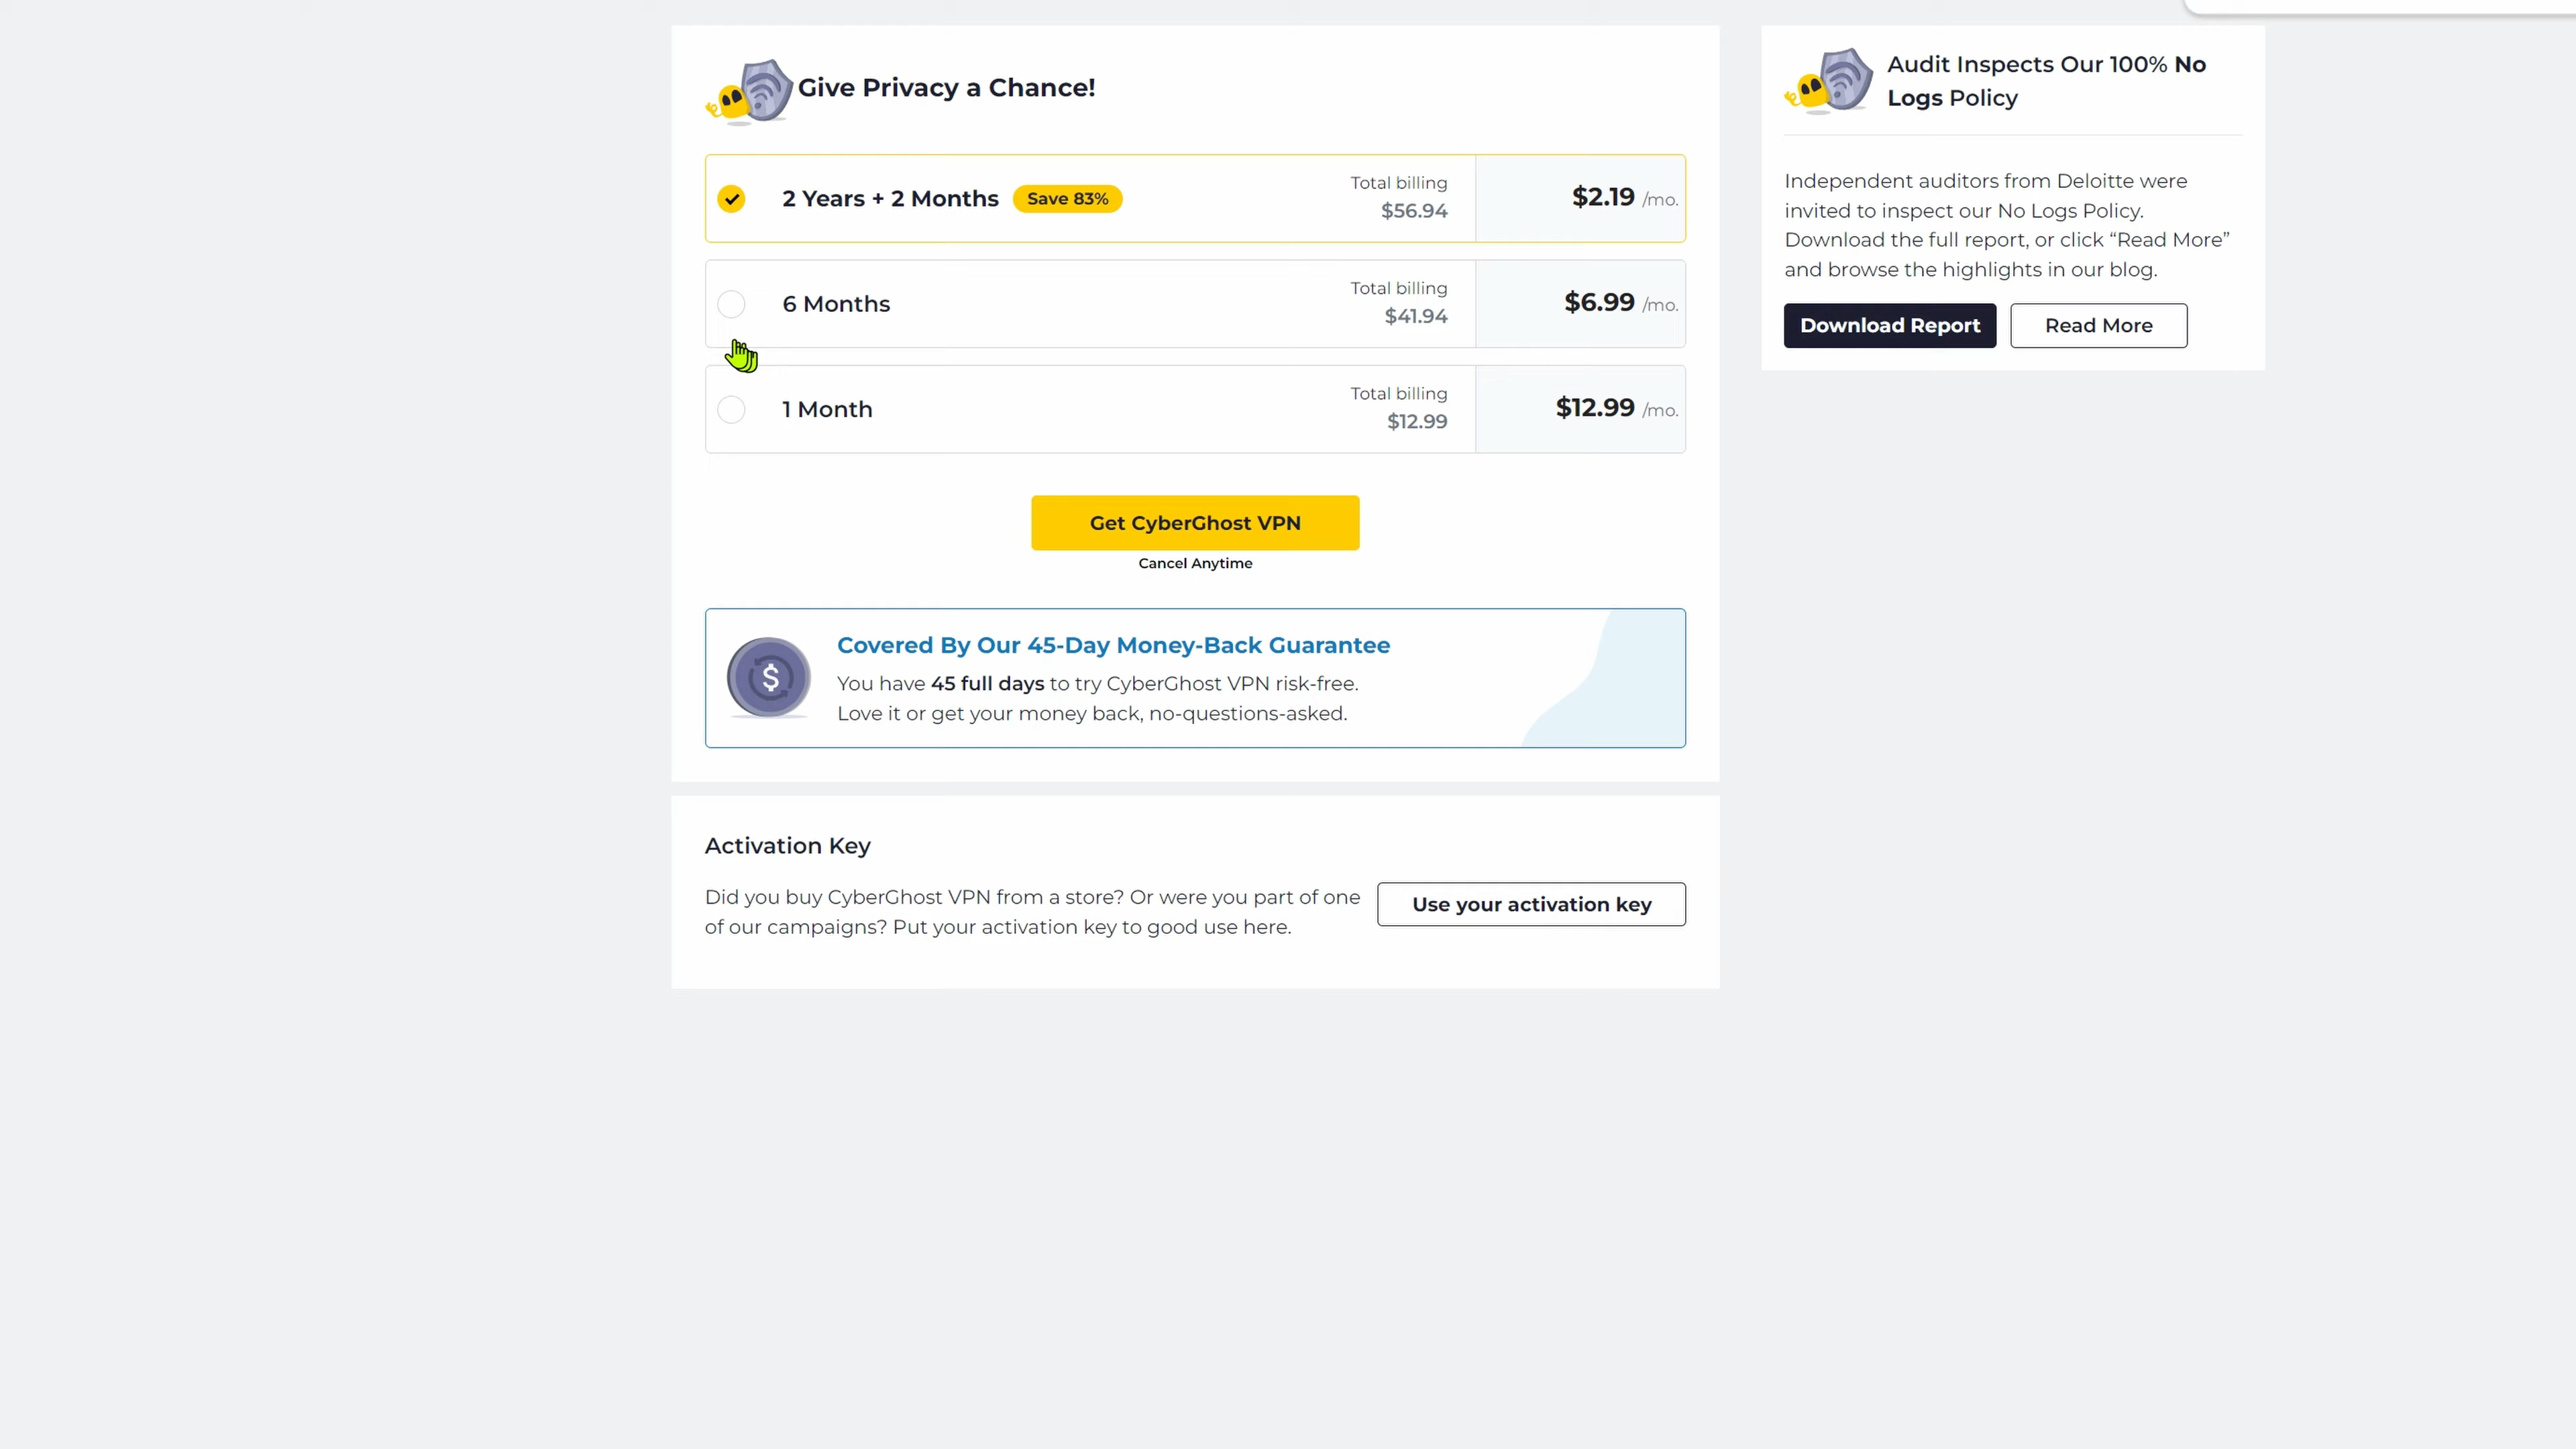 Give Privacy a Chance!
2 Years + 2 Months Save 83% Total billing $56.94 $2.19 /mo.
6 Months Total billing $41.94 $6.99 /mo.
1 Month Total billing $12.99 $12.99 /mo.
Get CyberGhost VPN
Cancel Anytime
$
Covered By Our 45-Day Money-Back Guarantee
You have 45 full days to try CyberGhost VPN risk-free.
Love it or get your money back, no-questions-asked.
Activation Key
Did you buy CyberGhost VPN from a store? Or were you part of one
of our campaigns? Put your activation key to good use here.
Use your activation key
Audit Inspects Our 100% No
Logs Policy
Independent auditors from Deloitte were
invited to inspect our No Logs Policy.
Download the full report, or click “Read More”
and browse the highlights in our blog.
Download Report
Read More